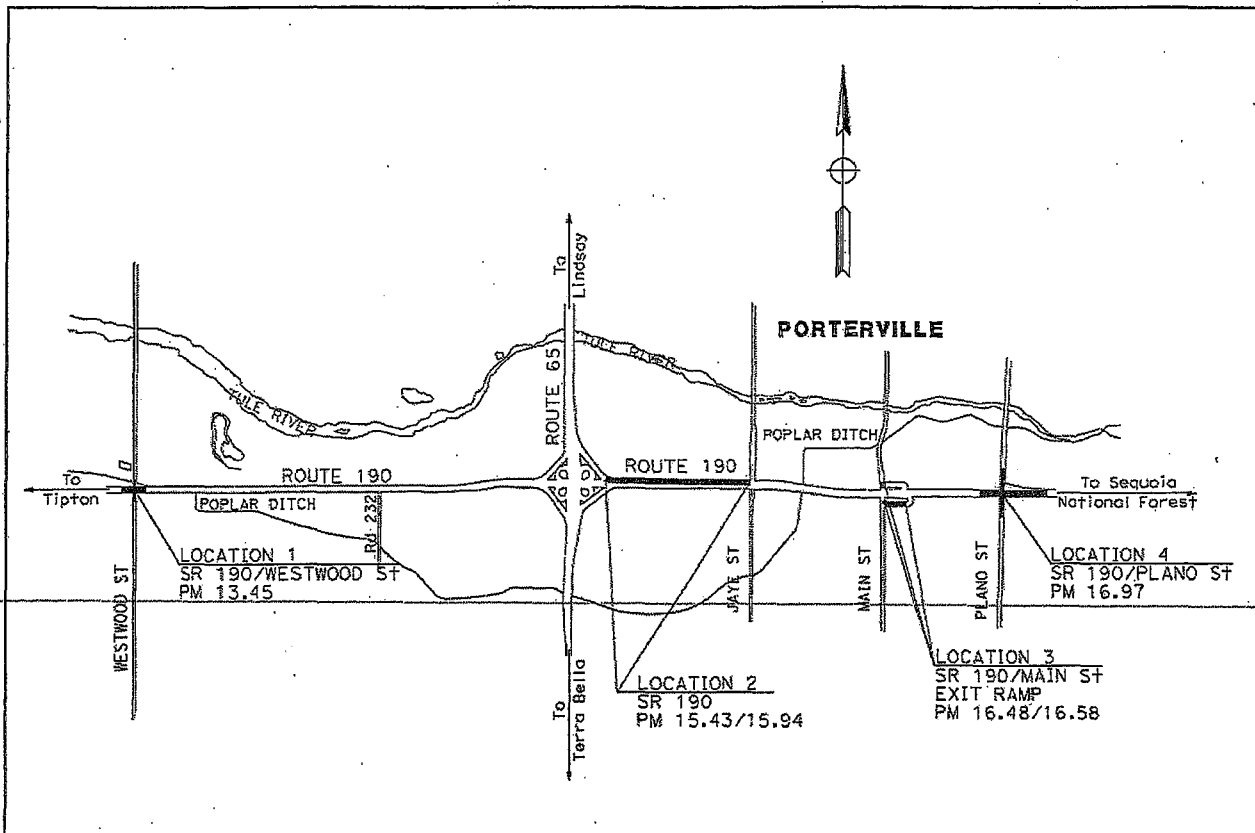 To
Lindsay
PORTERVILLE
TULE RIVER
ROUTE 65
TULE RIVER
POPLAR DITCH
To
Tipton
ROUTE 190
ROUTE 190
To Sequoia
National Forest
POPLAR DITCH
Rd 232
LOCATION 1
SR 190/WESTWOOD St
PM 13.45
WESTWOOD ST
JAYE ST
MAIN ST
PLANO ST
LOCATION 4
SR 190/PLANO St
PM 16.97
LOCATION 2
SR 190
PM 15.43/15.94
LOCATION 3
SR 190/MAIN St
EXIT RAMP
PM 16.48/16.58
To
Terra Bella